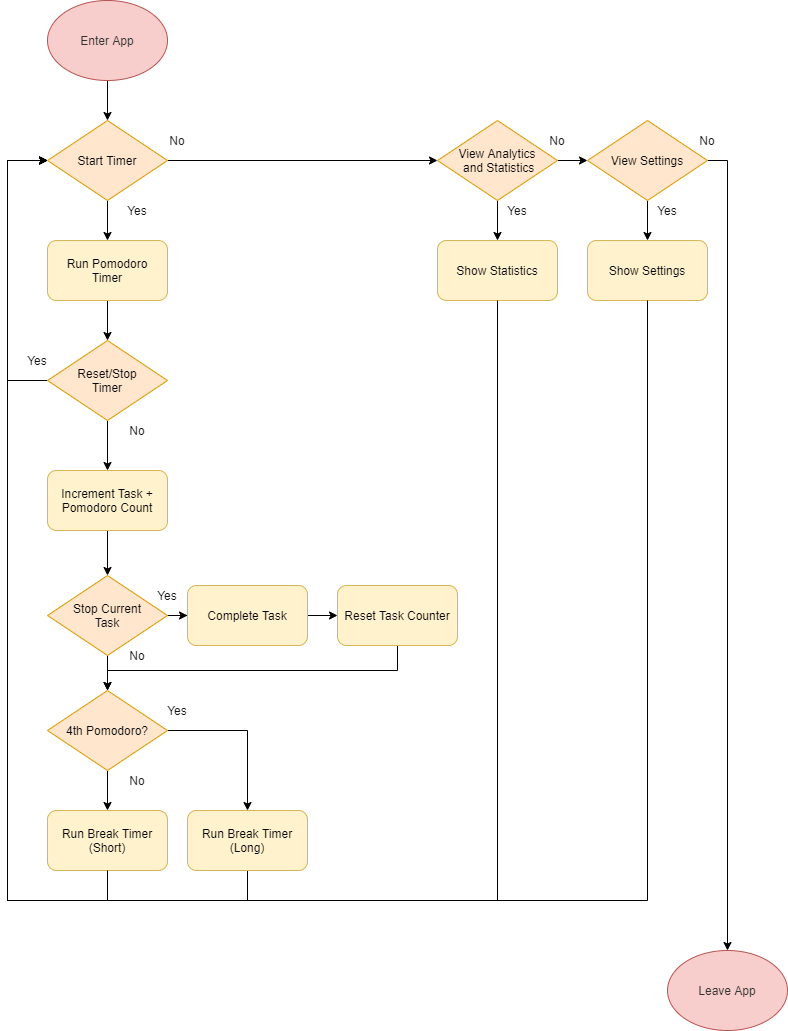 Enter App
No
No
No
Start Timer
View Analytics
and Statistics
View Settings
Yes
Yes
Yes
Run Pomodoro
Timer
Show Statistics
Show Settings
Yes
Reset/Stop
Timer
No
Increment Task +
Pomodoro Count
Yes
Stop Current
Task
Complete Task
Reset Task Counter
No
Yes
4th Pomodoro?
No
Run Break Timer
(Short)
Run Break Timer
(Long)
Leave App